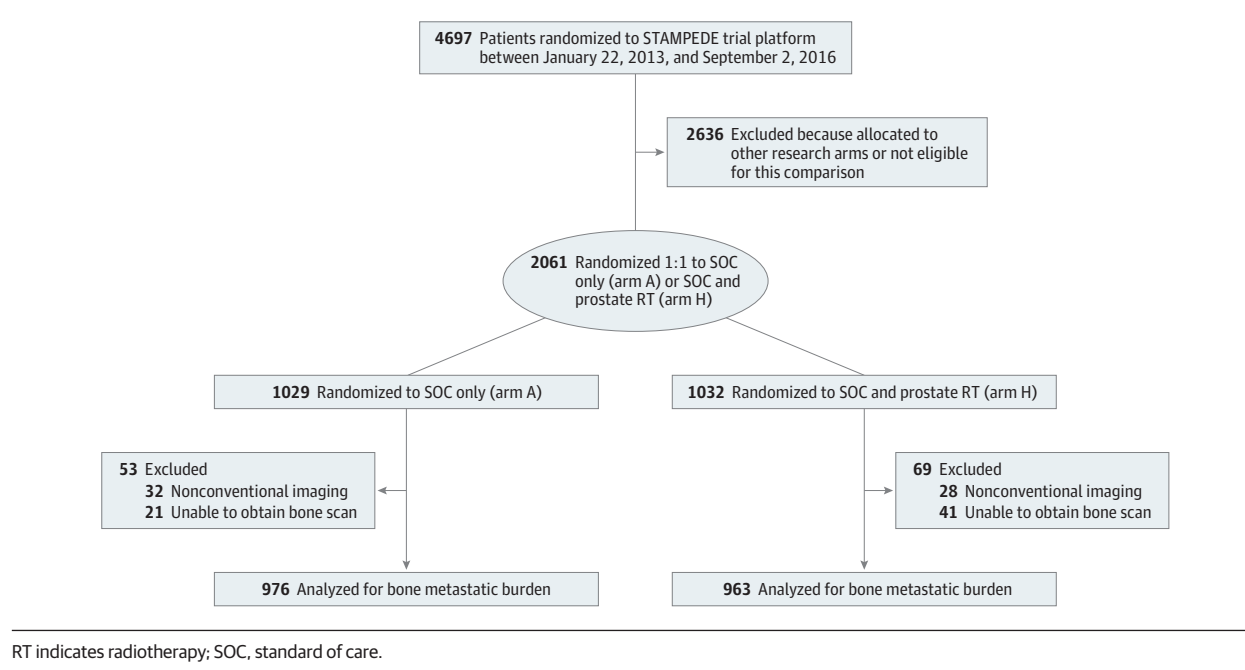 4697 Patients randomized to STAMPEDE trial platform
between January 22, 2013, and September 2, 2016
2636 Excluded because allocated to
other research arms or not eligible
for this comparison
2061 Randomized 1:1 to SOC
only (arm A) or SOC and
prostate RT (arm H)
1029 Randomized to SOC only (arm A)
1032 Randomized to SOC and prostate RT (arm H)
53 Excluded
32 Nonconventional imaging
21 Unable to obtain bone scan
69 Excluded
28 Nonconventional imaging
41 Unable to obtain bone scan
976 Analyzed for bone metastatic burden
963 Analyzed for bone metastatic burden
RT indicates radiotherapy; SOC, standard of care.